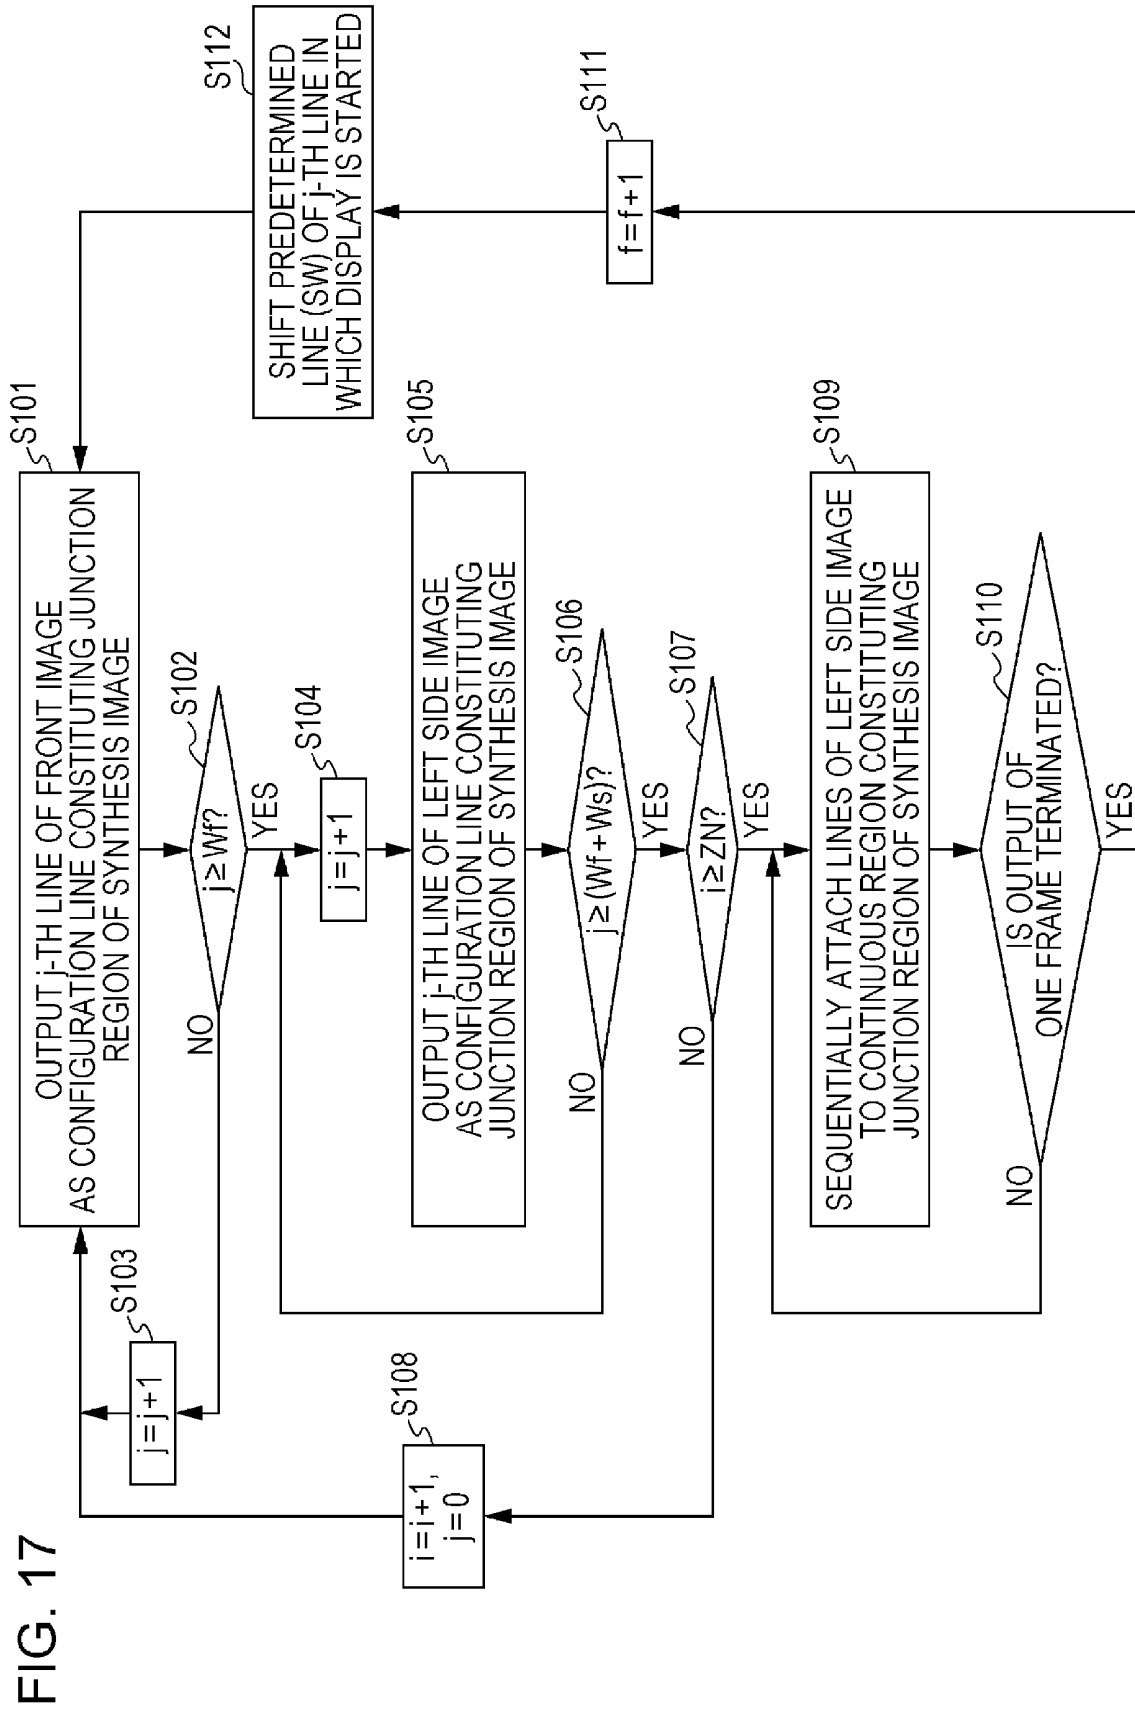 FIG. 17
S101
OUTPUT j-TH LINE OF FRONT IMAGE
AS CONFIGURATION LINE CONSTITUTING JUNCTION
REGION OF SYNTHESIS IMAGE
S102
j≥Wf?
NO
YES
S103
j=j+1
S104
j=j+1
S105
OUTPUT j-TH LINE OF LEFT SIDE IMAGE
AS CONFIGURATION LINE CONSTITUTING
JUNCTION REGION OF SYNTHESIS IMAGE
S106
j≥(Wf+Ws)?
NO
YES
S107
i≥ZN?
NO
YES
S108
i=i+1,
j=0
S109
SEQUENTIALLY ATTACH LINES OF LEFT SIDE IMAGE
TO CONTINUOUS REGION CONSTITUTING
JUNCTION REGION OF SYNTHESIS IMAGE
S110
IS OUTPUT OF
ONE FRAME TERMINATED?
NO
YES
S111
f=f+1
S112
SHIFT PREDETERMINED
LINE (SW) OF j-TH LINE IN
WHICH DISPLAY IS STARTED